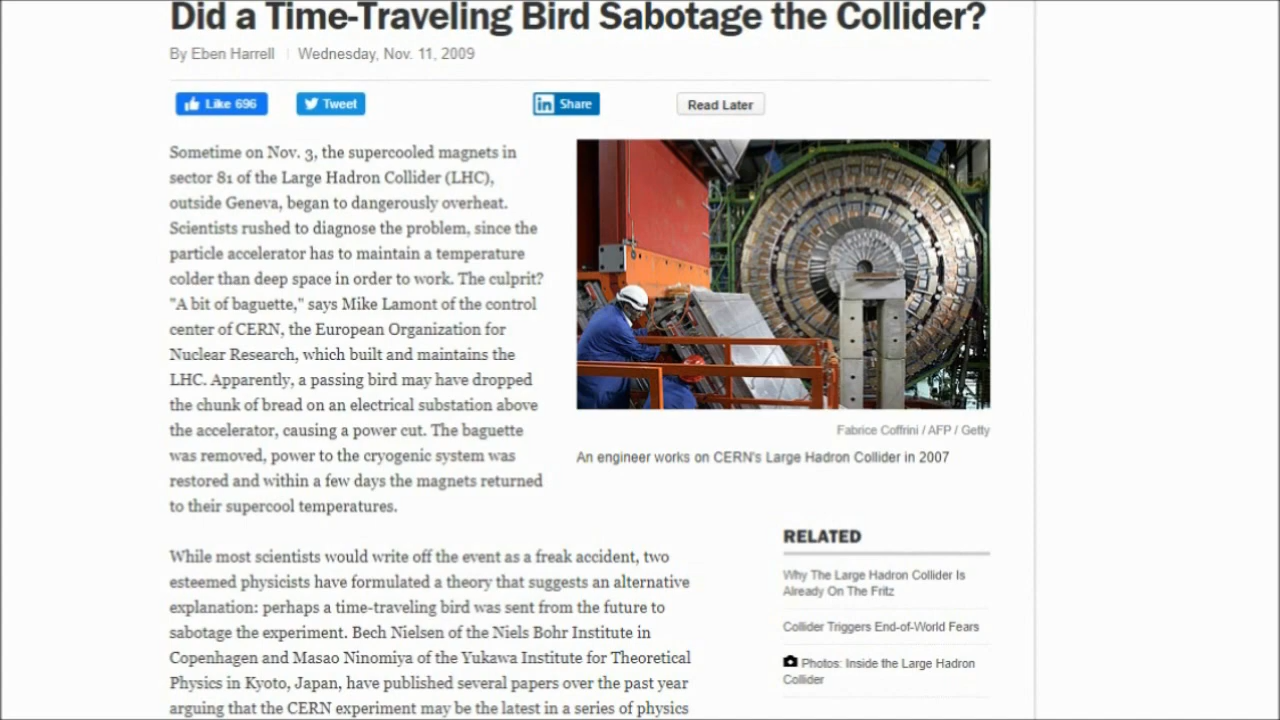 Did a Time-Traveling Bird Sabotage the Collider?
By Eben Harrell | Wednesday, Nov. 11, 2009
Like 696
Tweet
in Share
Read Later
Sometime on Nov. 3, the supercooled magnets in
sector 81 of the Large Hadron Collider (LHC),
outside Geneva, began to dangerously overheat.
Scientists rushed to diagnose the problem, since the
particle accelerator has to maintain a temperature
colder than deep space in order to work. The culprit?
"A bit of baguette," says Mike Lamont of the control
center of CERN, the European Organization for
Nuclear Research, which built and maintains the
LHC. Apparently, a passing bird may have dropped
the chunk of bread on an electrical substation above
the accelerator, causing a power cut. The baguette
was removed, power to the cryogenic system was
restored and within a few days the magnets returned
to their supercool temperatures.
Fabrice Coffrini / AFP / Getty
An engineer works on CERN's Large Hadron Collider in 2007
While most scientists would write off the event as a freak accident, two
esteemed physicists have formulated a theory that suggests an alternative
explanation: perhaps a time-traveling bird was sent from the future to
sabotage the experiment. Bech Nielsen of the Niels Bohr Institute in
Copenhagen and Masao Ninomiya of the Yukawa Institute for Theoretical
Physics in Kyoto, Japan, have published several papers over the past year
arguing that the CERN experiment may be the latest in a series of physics
RELATED
Why The Large Hadron Collider Is
Already On The Fritz
Collider Triggers End-of-World Fears
Photos: Inside the Large Hadron
Collider